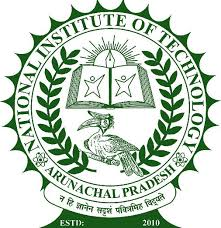 NATIONAL INSTITUTE OF TECHNOLOGY
ARUNACHAL PRADESH
न हि ज्ञानेन सदृशं पवित्रमिह विद्यते
ESTD: 2010